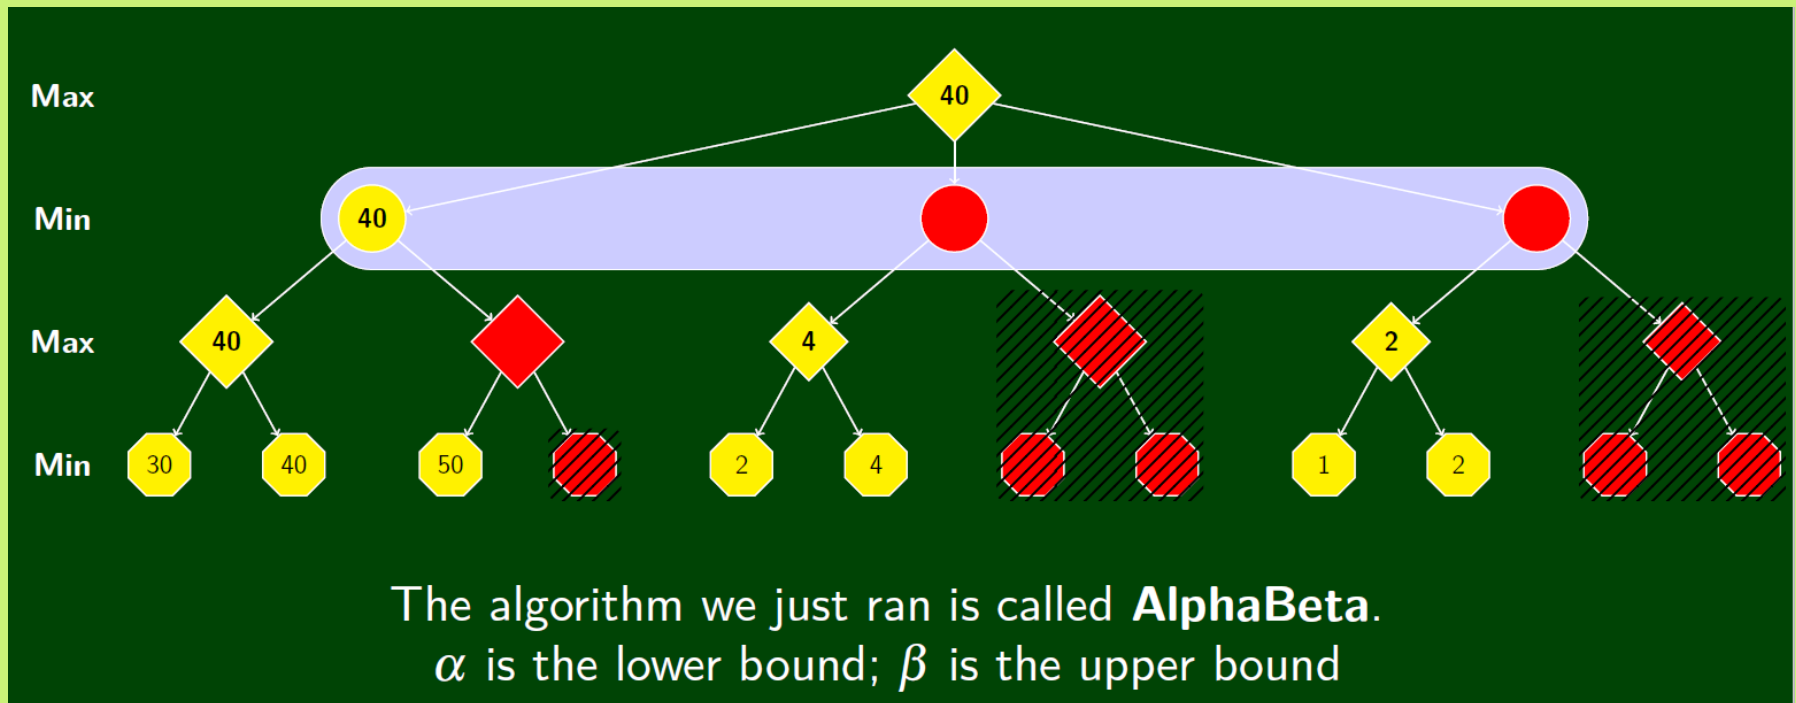 Max
40
Min
40
Max
40
4
2
Min
30
40
50
2
4
1
2
The algorithm we just ran is called AlphaBeta.
α is the lower bound; β is the upper bound